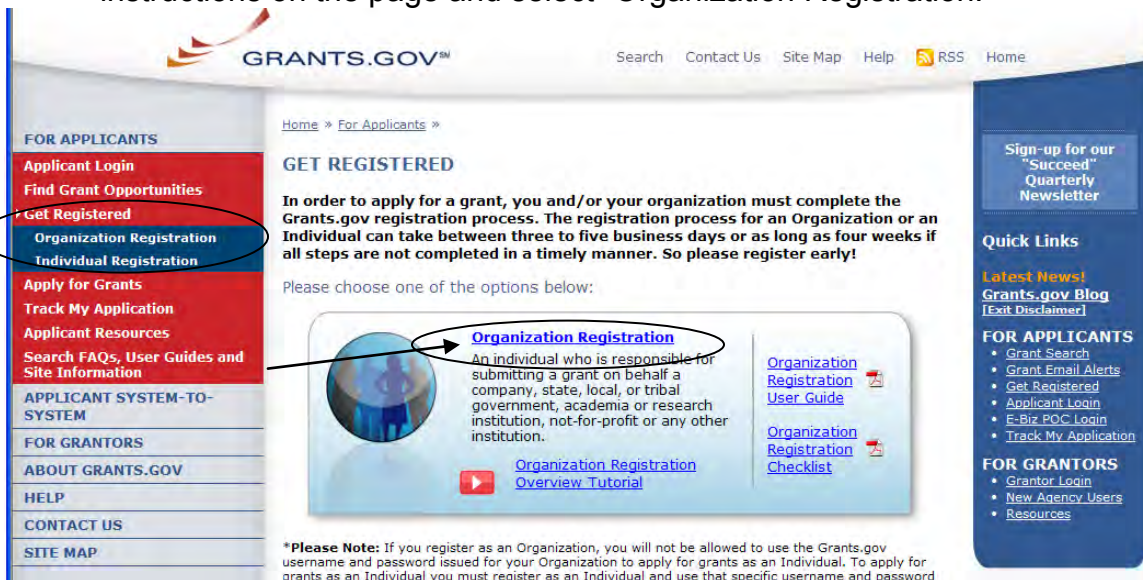 instructions on the page and select “Organization Registration.”
GRANTS.GOV℠
Search Contact Us Site Map Help RSS Home
FOR APPLICANTS
Applicant Login
Find Grant Opportunities
Get Registered
Organization Registration
Individual Registration
Apply for Grants
Track My Application
Applicant Resources
Search FAQs, User Guides and
Site Information
APPLICANT SYSTEM-TO-
SYSTEM
FOR GRANTORS
ABOUT GRANTS.GOV
HELP
CONTACT US
SITE MAP
Home » For Applicants »
GET REGISTERED
In order to apply for a grant, you and/or your organization must complete the
Grants.gov registration process. The registration process for an Organization or an
Individual can take between three to five business days or as long as four weeks if
all steps are not completed in a timely manner. So please register early!
Please choose one of the options below:
Organization Registration
An individual who is responsible for
submitting a grant on behalf a
company, state, local, or tribal
government, academia or research
institution, not-for-profit or any other
institution.
Organization Registration
Overview Tutorial
Organization
Registration
User Guide
Organization
Registration
Checklist
*Please Note: If you register as an Organization, you will not be allowed to use the Grants.gov
username and password issued for your Organization to apply for grants as an Individual. To apply for
grants as an Individual you must register as an Individual and use that specific username and password
Sign-up for our
"Succeed"
Quarterly
Newsletter
Quick Links
Latest News!
Grants.gov Blog
[Exit Disclaimer]
FOR APPLICANTS
• Grant Search
• Grant Email Alerts
• Get Registered
• Applicant Login
• E-Biz POC Login
• Track My Application
FOR GRANTORS
• Grantor Login
• New Agency Users
• Resources